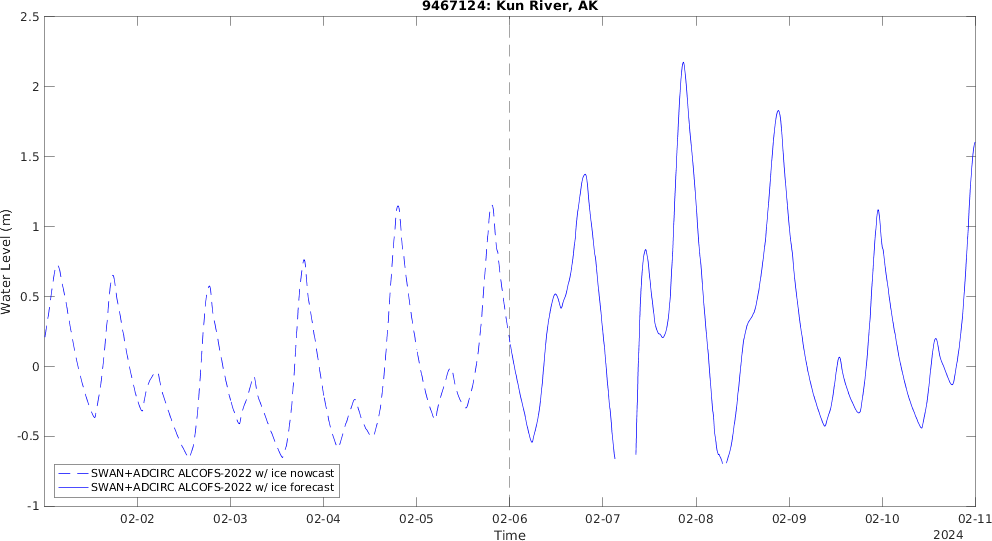 9467124: Kun River, AK
2.5
2
1.5
1
0.5
0
-0.5
-1
Water Level (m)
SWAN+ADCIRC ALCOFS-2022 w/ ice nowcast
SWAN+ADCIRC ALCOFS-2022 w/ ice forecast
02-02 02-03 02-04 02-05 02-06 02-07 02-08 02-09 02-10 02-11
Time
2024